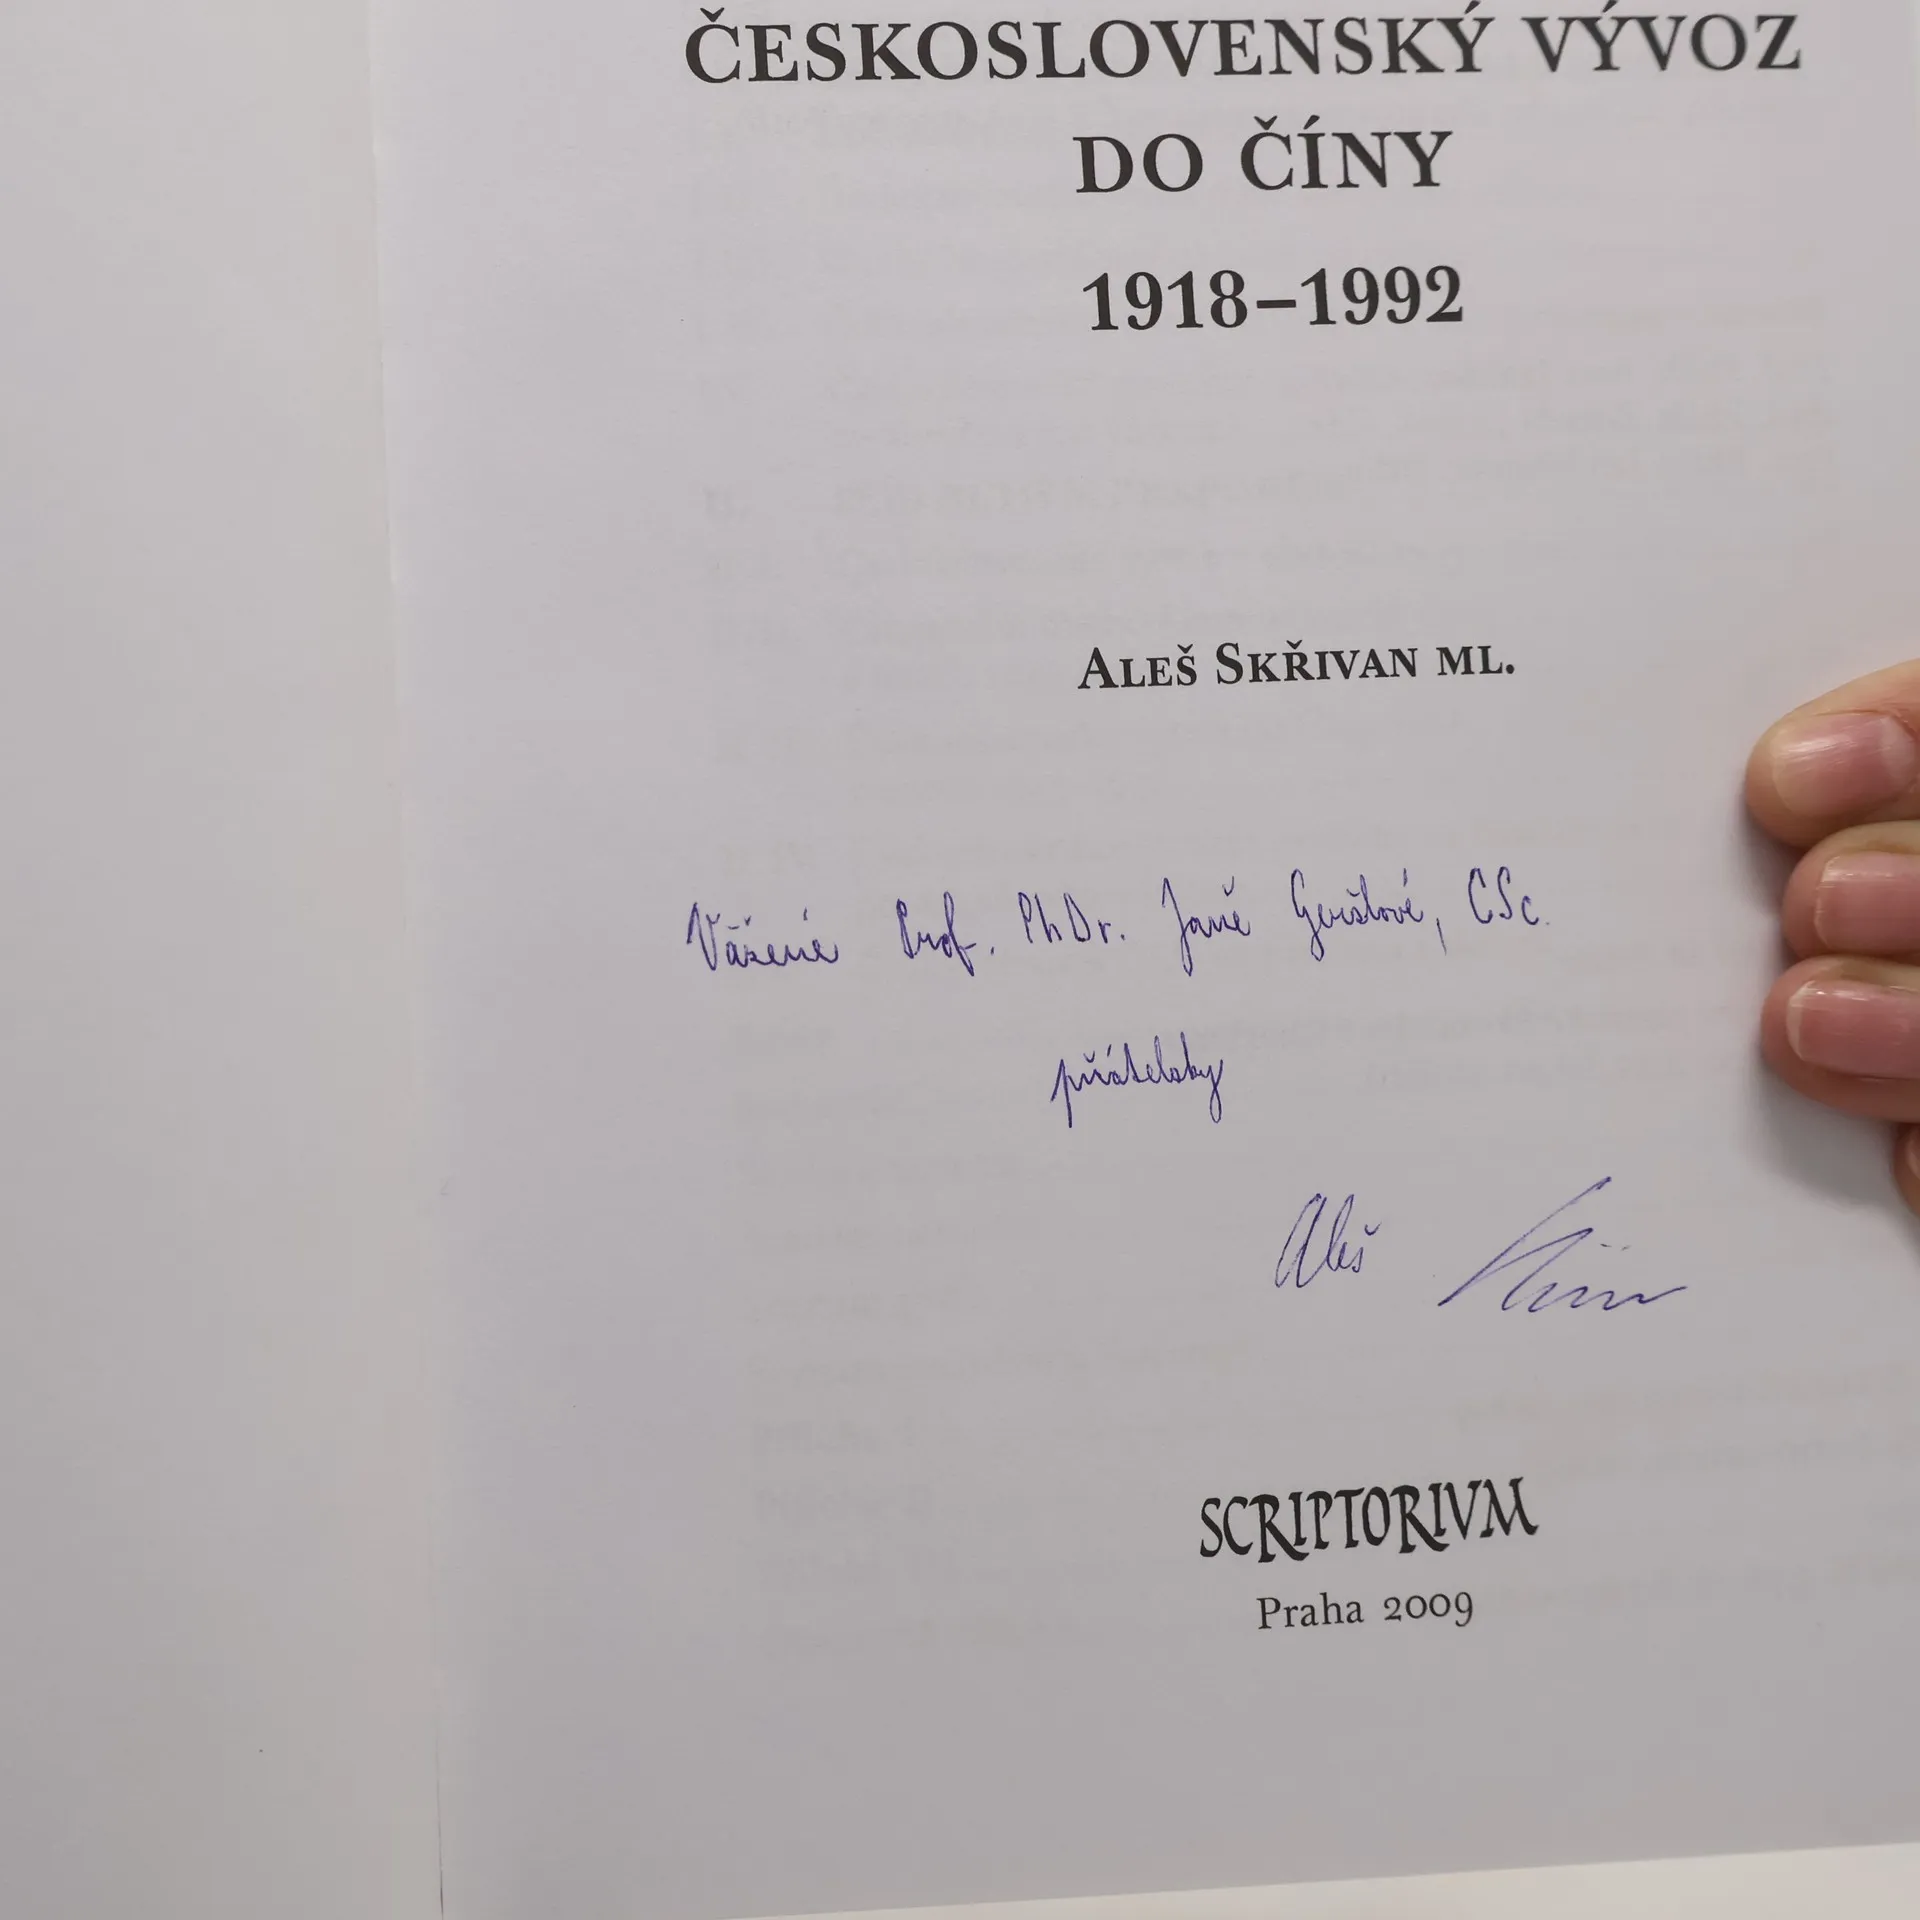 ČESKOSLOVENSKÝ VÝVOZ
DO ČÍNY
1918–1992
ALEŠ SKŘIVAN ML.
Vážené Prof. PhDr. Janě Geršlové, CSc.
přátelsky
Aleš Skřivan
SCRIPTORIVM
Praha 2009